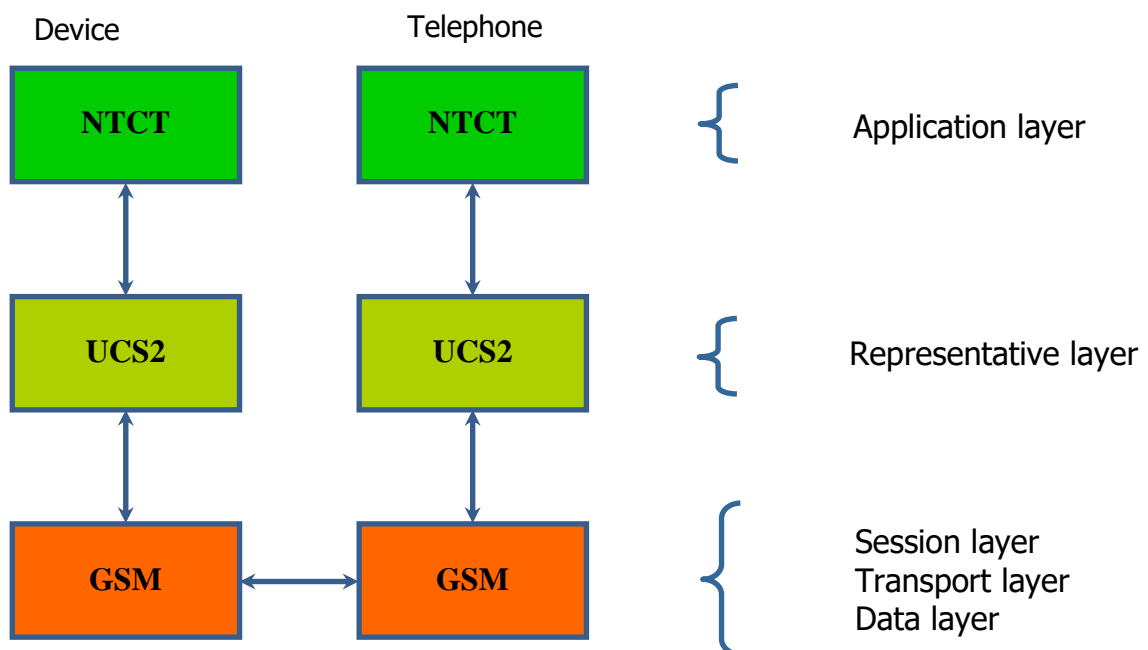 Device
Telephone
NTCT
NTCT
Application layer
UCS2
UCS2
Representative layer
GSM
GSM
Session layer
Transport layer
Data layer